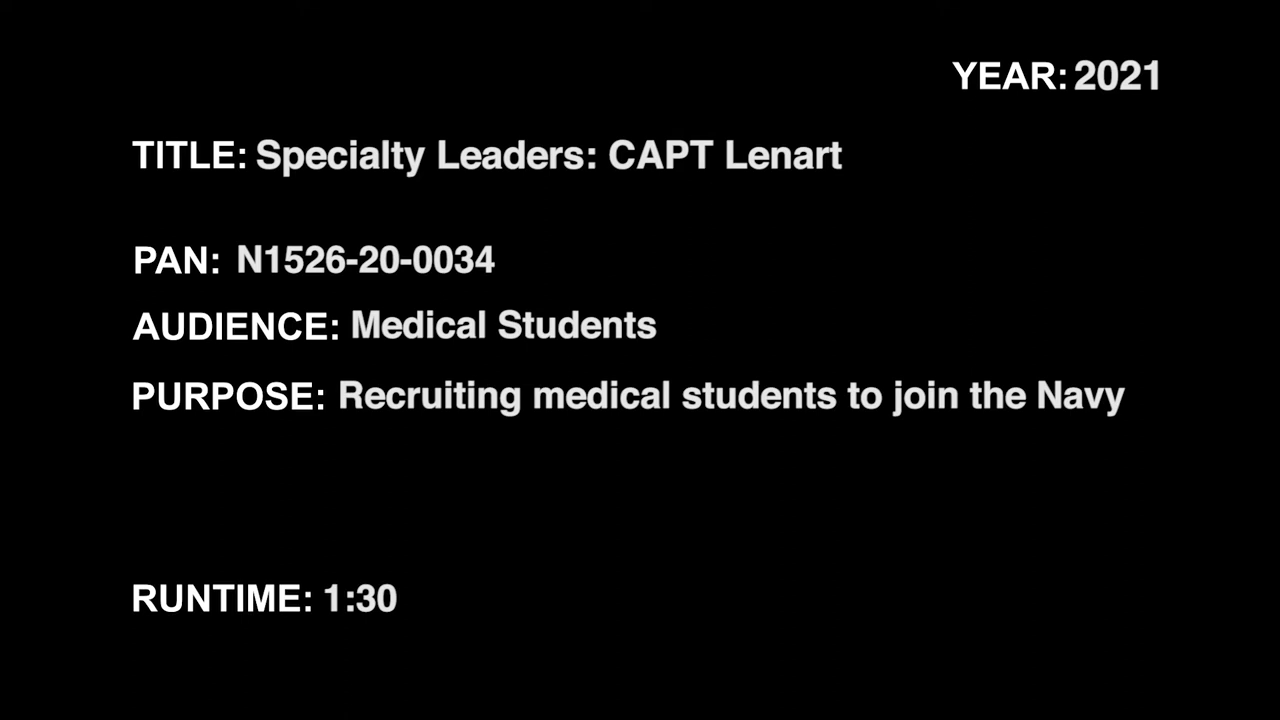 YEAR: 2021
TITLE: Specialty Leaders: CAPT Lenart
PAN: N1526-20-0034
AUDIENCE: Medical Students
PURPOSE: Recruiting medical students to join the Navy
RUNTIME: 1:30